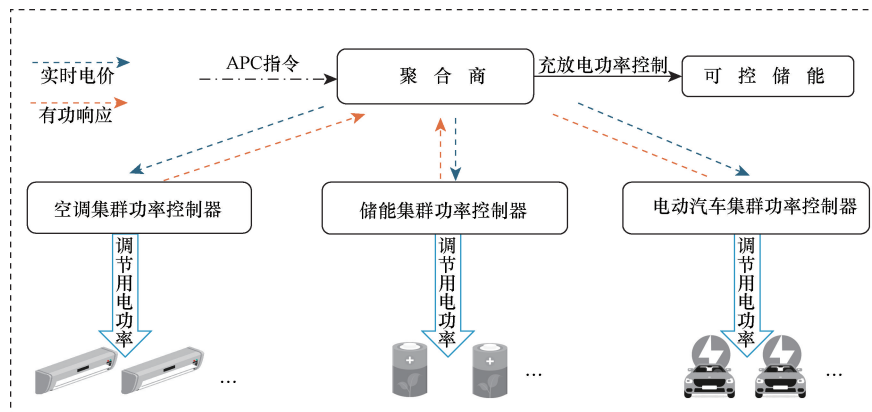 实时电价
有功响应
APC指令
聚合商
充放电功率控制
可控储能
空调集群功率控制器
储能集群功率控制器
电动汽车集群功率控制器
调节用电功率
调节用电功率
调节用电功率
...
...
...